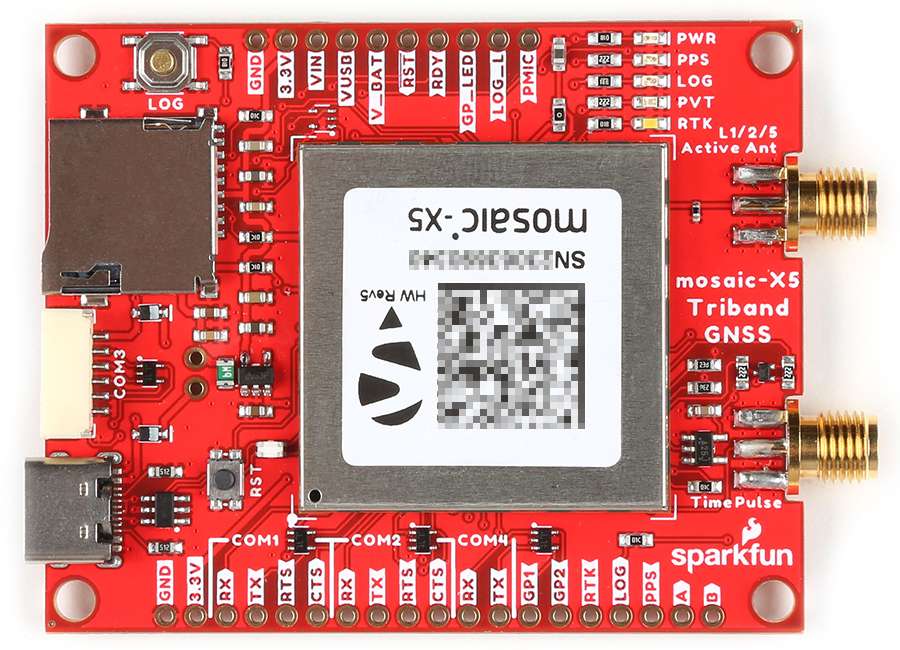 LOG
GND
3.3V
VIN
VUSB
V_BAT
RST
RDY
GP_LED
LOG_L
PMIC
PWR
PPS
LOG
PVT
RTK
L1/2/5
Active Ant
mosaic-X5
SN
HW Rev5
mosaic-X5
Triband
GNSS
COM3
RST
TimePulse
sparkfun
COM1
COM2
COM4
GND
3.3V
RX
TX
RTS
CTS
RX
TX
RTS
CTS
RX
TX
GP1
GP2
RTK
LOG
PPS
A
B